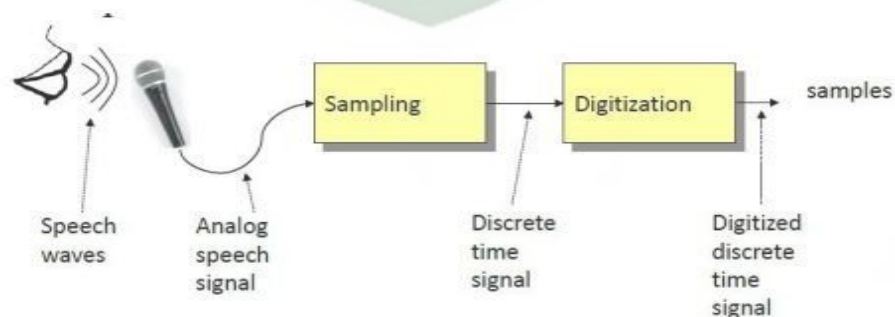 Sampling
Digitization
samples
Speech
waves
Analog
speech
signal
Discrete
time
signal
Digitized
discrete
time
signal